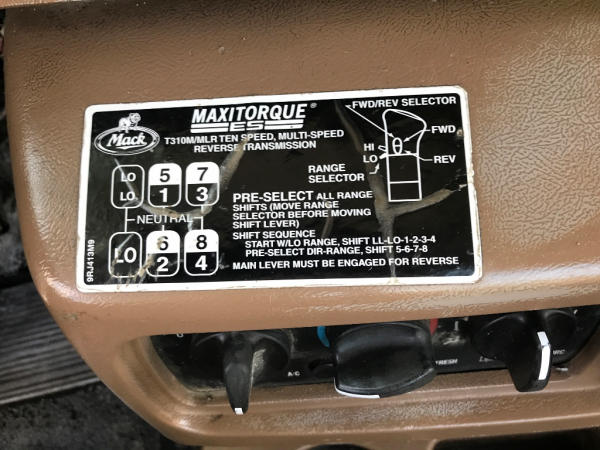 MAXITORQUE®
ES
Mack
T310M/MLR TEN SPEED, MULTI-SPEED
REVERSE TRANSMISSION
FWD/REV SELECTOR
FWD
HI
LO
REV
RANGE
SELECTOR
LO 5 7
LO 1 3
NEUTRAL
LO 6 8
2 4
PRE-SELECT ALL RANGE
SHIFTS (MOVE RANGE
SELECTOR BEFORE MOVING
SHIFT LEVER)
SHIFT SEQUENCE
START W/LO RANGE, SHIFT LL-LO-1-2-3-4
PRE-SELECT DIR-RANGE, SHIFT 5-6-7-8
MAIN LEVER MUST BE ENGAGED FOR REVERSE
9RJ413M9
A/C
FRESH